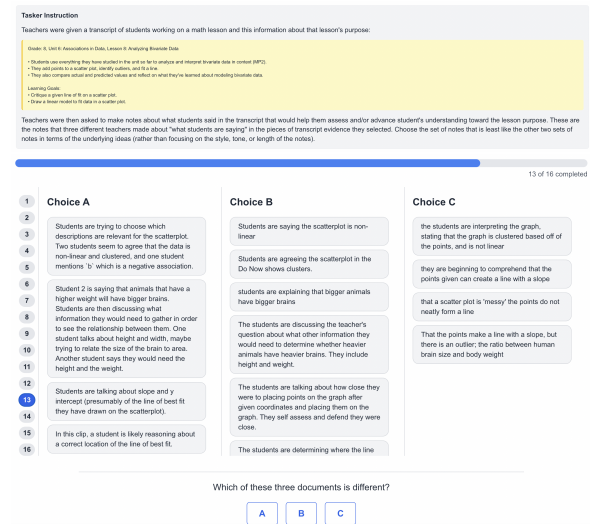 Tasker Instruction
Teachers were given a transcript of students working on a math lesson and this information about that lesson's purpose:
Grade: 8, Unit 6: Associations in Data, Lesson 8: Analyzing Bivariate Data
• Students use everything they have studied in the unit so far to analyze and interpret bivariate data in context (MP2).
• They add points to a scatter plot, identify outliers, and fit a line.
• They also compare actual and predicted values and reflect on what they've learned about modeling bivariate data.
Learning Goals:
• Critique a given line of fit on a scatter plot.
• Draw a linear model to fit data in a scatter plot.
Teachers were then asked to make notes about what students said in the transcript that would help them assess and/or advance student's understanding toward the lesson purpose. These are
the notes that three different teachers made about "what students are saying" in the pieces of transcript evidence they selected. Choose the set of notes that is least like the other two sets of
notes in terms of the underlying ideas (rather than focusing on the style, tone, or length of the notes).
13 of 16 completed
1
2
3
4
5
6
7
8
9
10
11
12
13
14
15
16
Choice A
Students are trying to choose which
descriptions are relevant for the scatterplot.
Two students seem to agree that the data is
non-linear and clustered, and one student
mentions `b` which is a negative association.
Student 2 is saying that animals that have a
higher weight will have bigger brains.
Students are then discussing what
information they would need to gather in order
to see the relationship between them. One
student talks about height and width, maybe
trying to relate the size of the brain to area.
Another student says they would need the
height and the weight.
Students are talking about slope and y
intercept (presumably of the line of best fit
they have drawn on the scatterplot).
In this clip, a student is likely reasoning about
a correct location of the line of best fit.
Choice B
Students are saying the scatterplot is non-
linear
Students are agreeing the scatterplot in the
Do Now shows clusters.
students are explaining that bigger animals
have bigger brains
The students are discussing the teacher's
question about what other information they
would need to determine whether heavier
animals have heavier brains. They include
height and weight.
The students are talking about how close they
were to placing points on the graph after
given coordinates and placing them on the
graph. They self assess and defend they were
close.
The students are determining where the line
Choice C
the students are interpreting the graph,
stating that the graph is clustered based off of
the points, and is not linear
they are beginning to comprehend that the
points given can create a line with a slope
that a scatter plot is 'messy' the points do not
neatly form a line
That the points make a line with a slope, but
there is an outlier; the ratio between human
brain size and body weight
Which of these three documents is different?
A
B
C